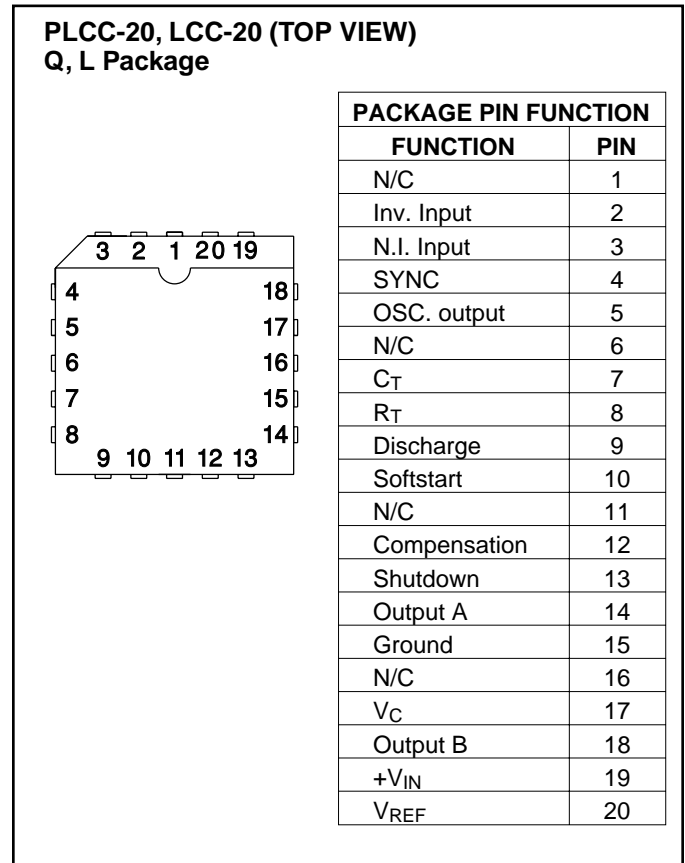 PLCC-20, LCC-20 (TOP VIEW)
Q, L Package
3 2 1 20 19
4 18
5 17
6 16
7 15
8 14
9 10 11 12 13
PACKAGE PIN FUNCTION
FUNCTION PIN
N/C 1
Inv. Input 2
N.I. Input 3
SYNC 4
OSC. output 5
N/C 6
CT 7
RT 8
Discharge 9
Softstart 10
N/C 11
Compensation 12
Shutdown 13
Output A 14
Ground 15
N/C 16
VC 17
Output B 18
+VIN 19
VREF 20